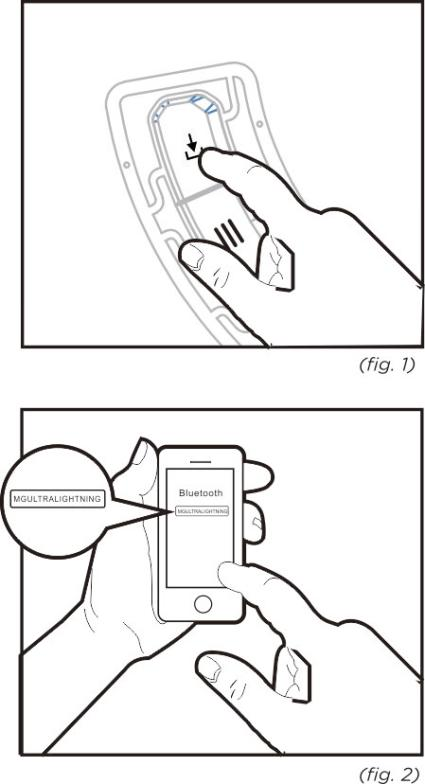 (fig. 1)
MGULTRALIGHTNING
Bluetooth
MGULTRALIGHTNING
(fig. 2)